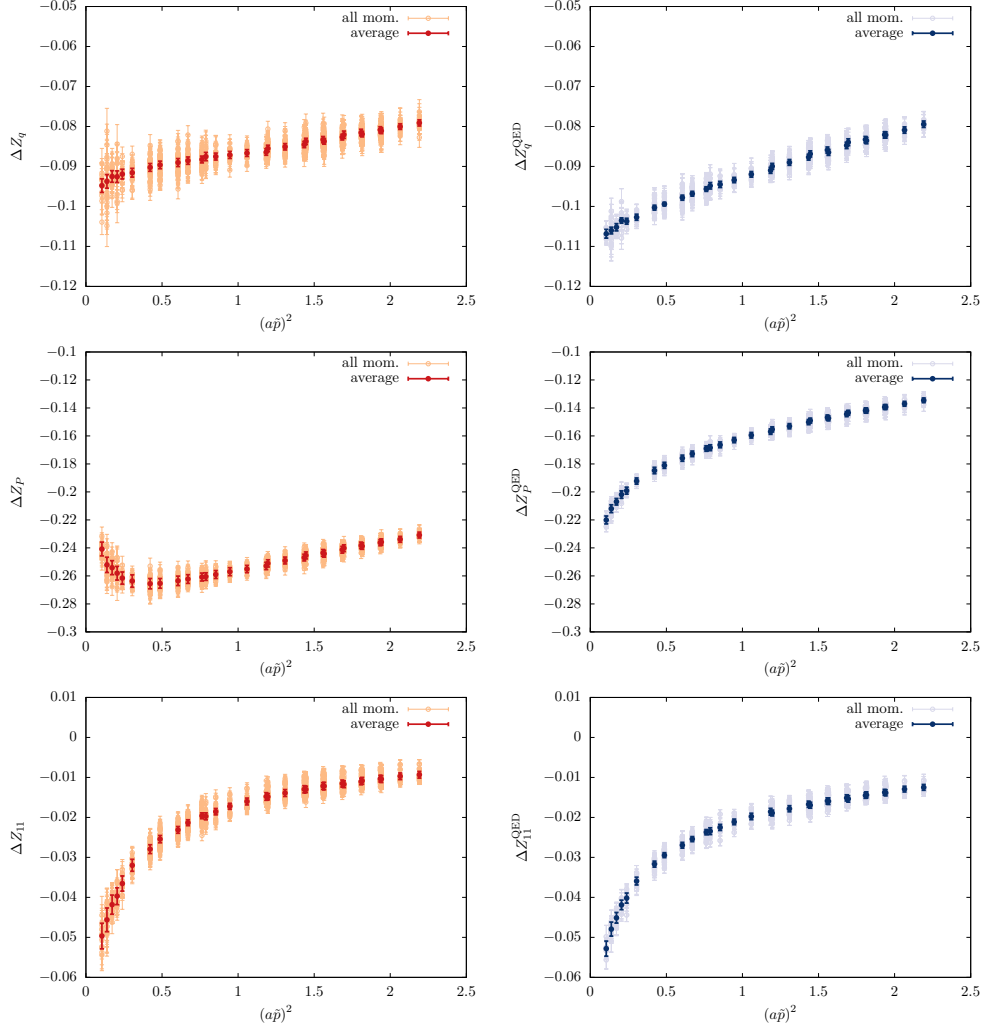 −0.05
−0.06
−0.07
−0.08
−0.09
−0.1
−0.11
−0.12
0 0.5 1 1.5 2 2.5
ΔZ_q
(ap̃)²
all mom.
average
−0.05
−0.06
−0.07
−0.08
−0.09
−0.1
−0.11
−0.12
0 0.5 1 1.5 2 2.5
ΔZ_q^QED
(ap̃)²
all mom.
average
−0.1
−0.12
−0.14
−0.16
−0.18
−0.2
−0.22
−0.24
−0.26
−0.28
−0.3
0 0.5 1 1.5 2 2.5
ΔZ_P
(ap̃)²
all mom.
average
−0.1
−0.12
−0.14
−0.16
−0.18
−0.2
−0.22
−0.24
−0.26
−0.28
−0.3
0 0.5 1 1.5 2 2.5
ΔZ_P^QED
(ap̃)²
all mom.
average
0.01
0
−0.01
−0.02
−0.03
−0.04
−0.05
−0.06
0 0.5 1 1.5 2 2.5
ΔZ_11
(ap̃)²
all mom.
average
0.01
0
−0.01
−0.02
−0.03
−0.04
−0.05
−0.06
0 0.5 1 1.5 2 2.5
ΔZ_11^QED
(ap̃)²
all mom.
average